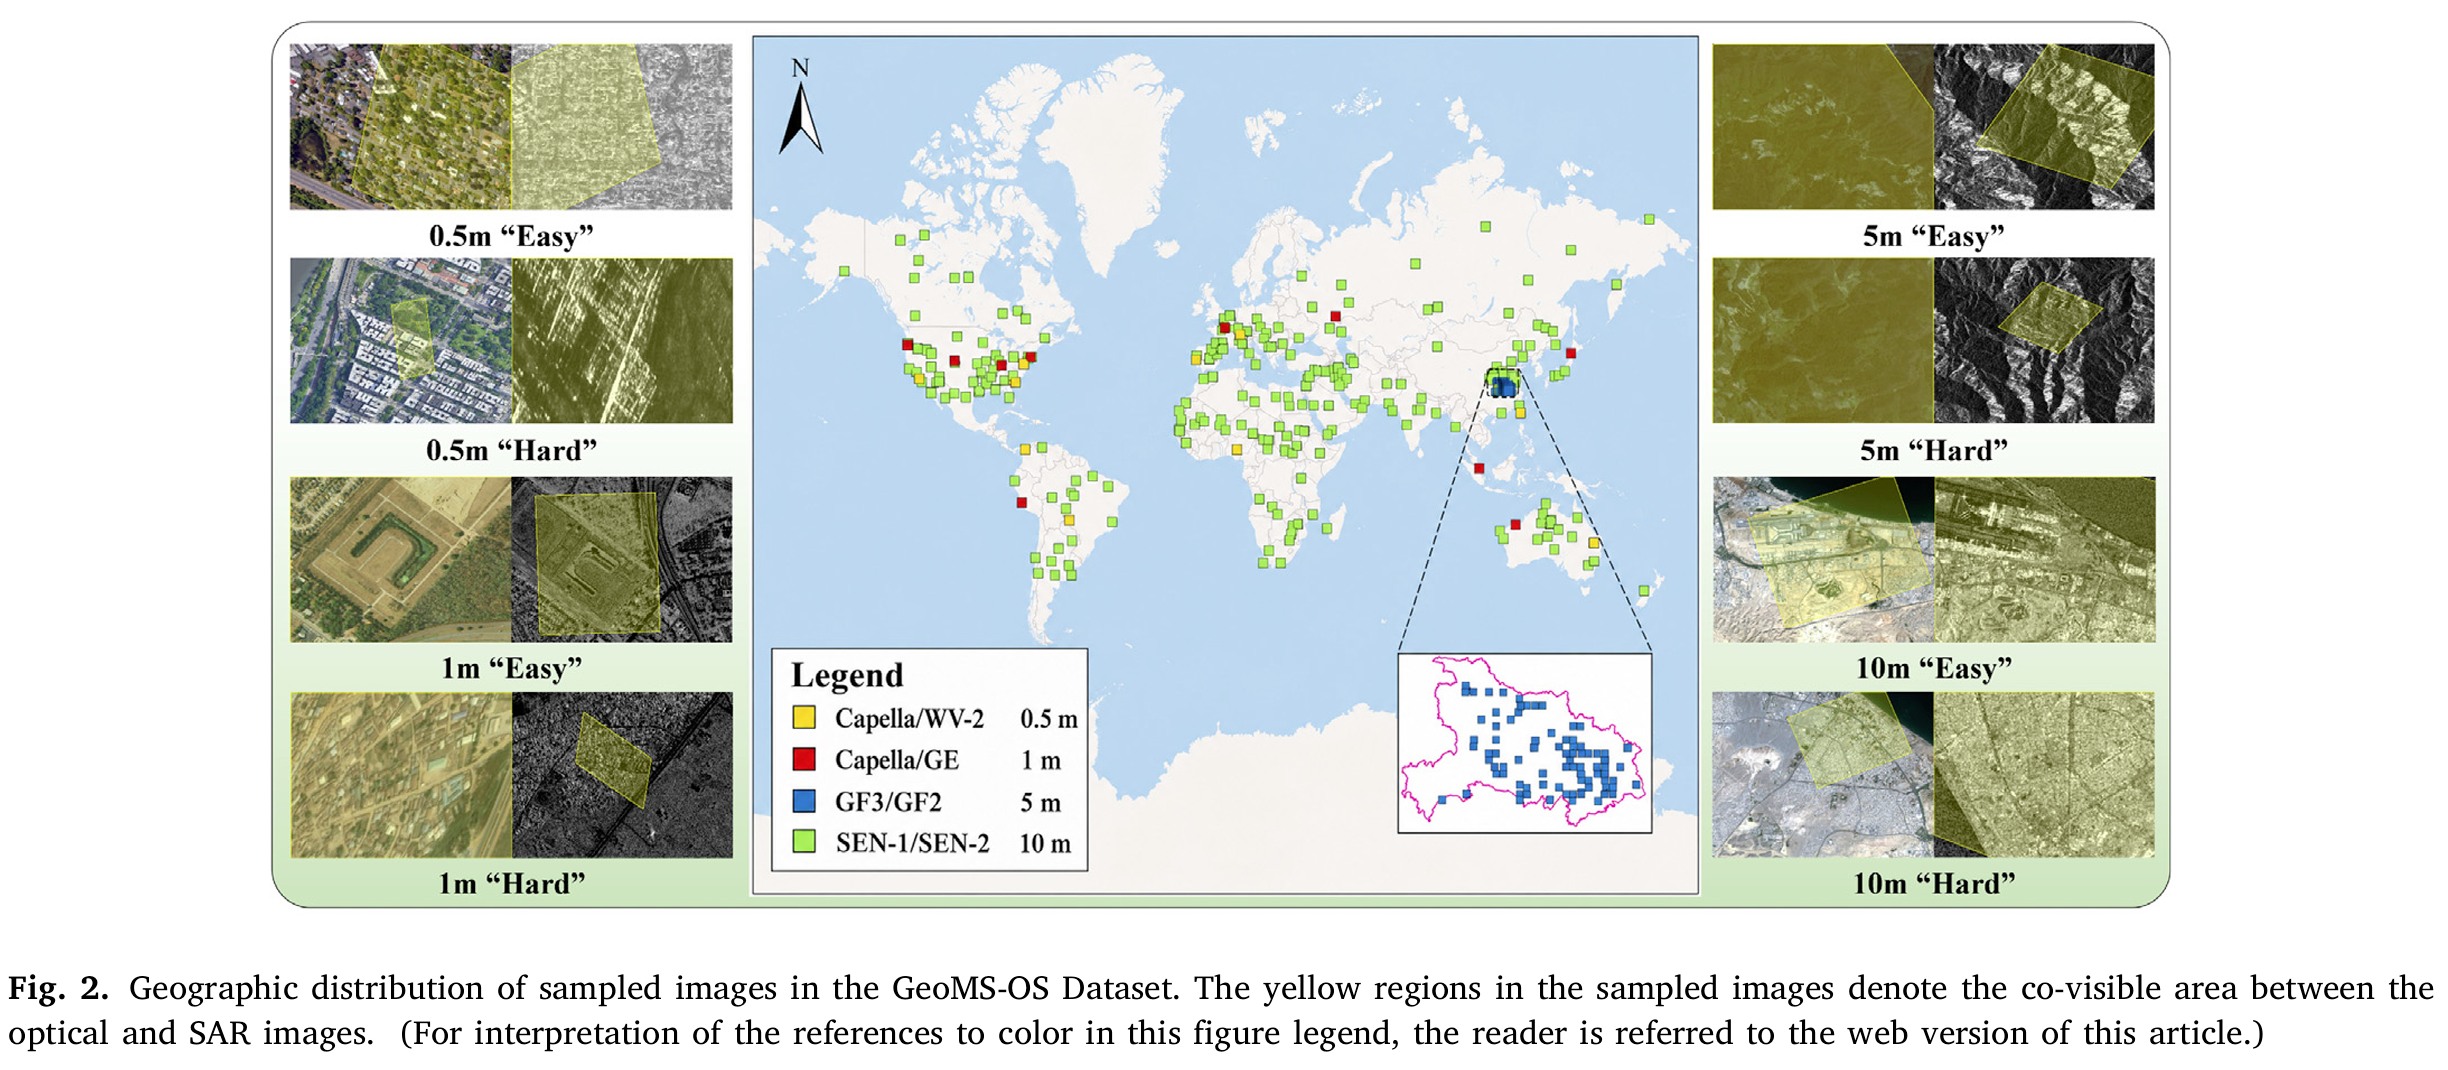 0.5m “Easy”
0.5m “Hard”
1m “Easy”
1m “Hard”
N
Legend
Capella/WV-2 0.5 m
Capella/GE 1 m
GF3/GF2 5 m
SEN-1/SEN-2 10 m
5m “Easy”
5m “Hard”
10m “Easy”
10m “Hard”
Fig. 2. Geographic distribution of sampled images in the GeoMS-OS Dataset. The yellow regions in the sampled images denote the co-visible area between the
optical and SAR images. (For interpretation of the references to color in this figure legend, the reader is referred to the web version of this article.)